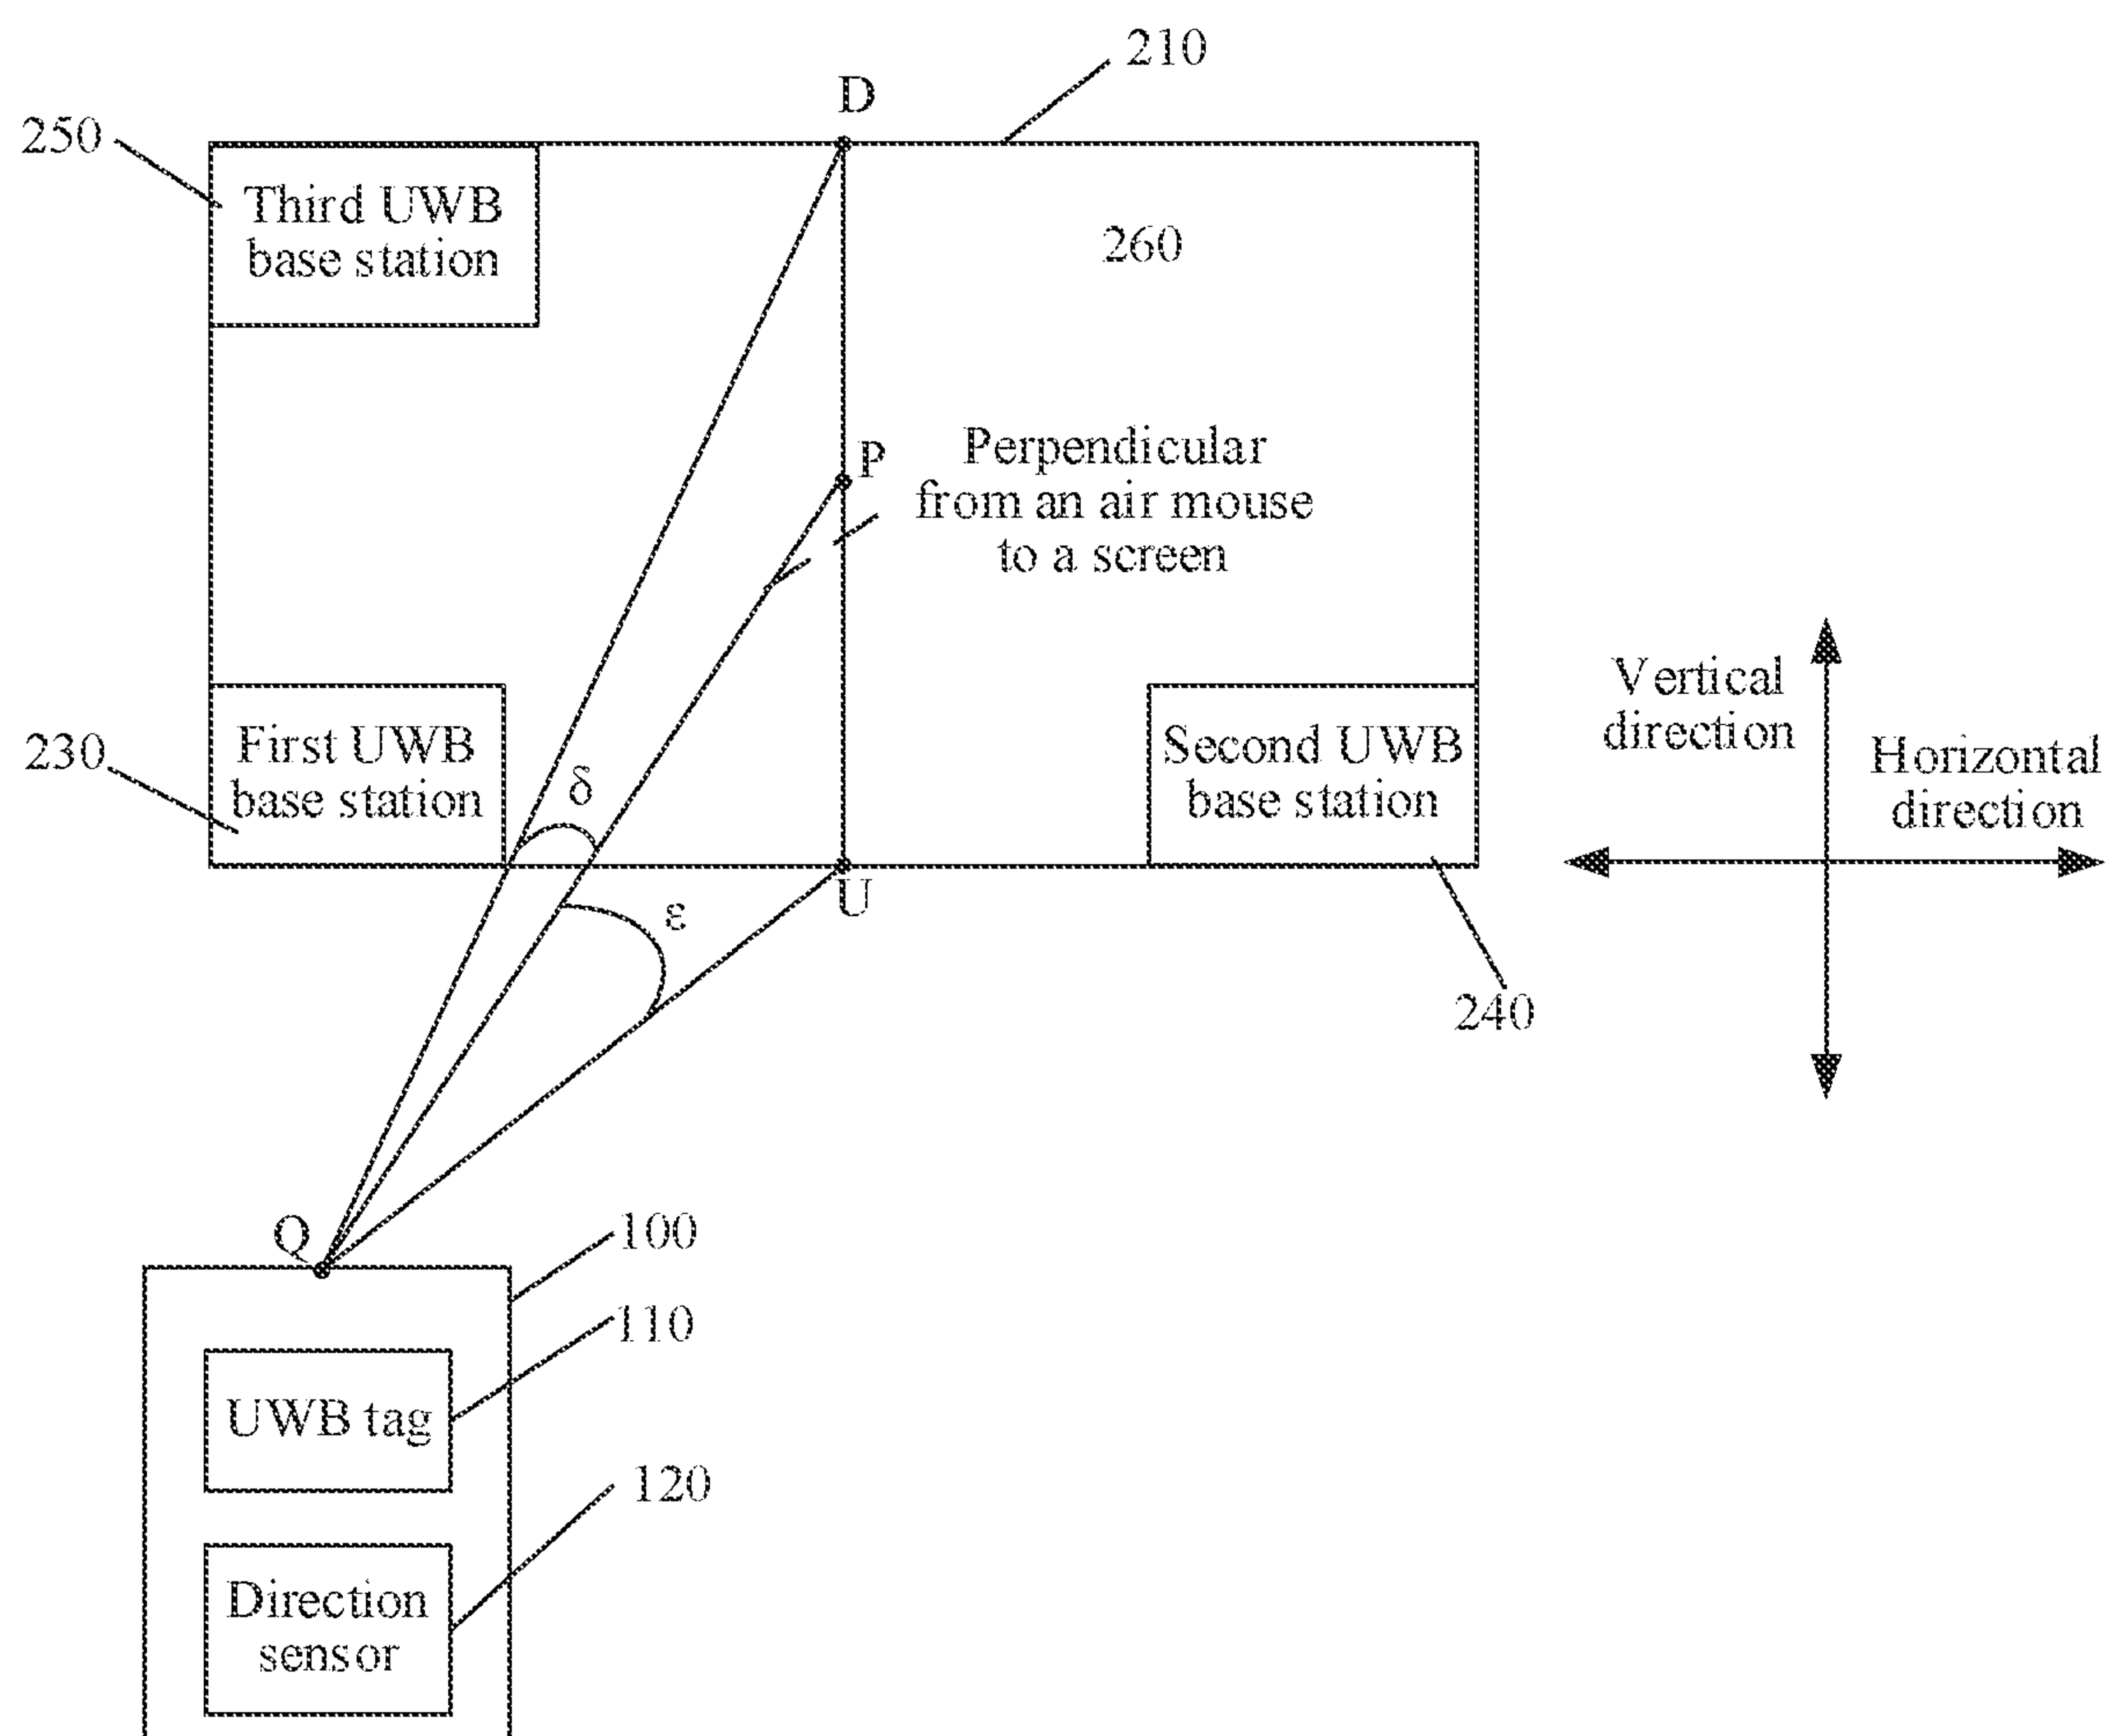 210
D
250
Third UWB
base station
260
P
Perpendicular
from an air mouse
to a screen
Vertical
direction
Horizontal
direction
230
First UWB
base station
δ
Second UWB
base station
U
ε
240
Q
100
110
UWB tag
120
Direction
sensor